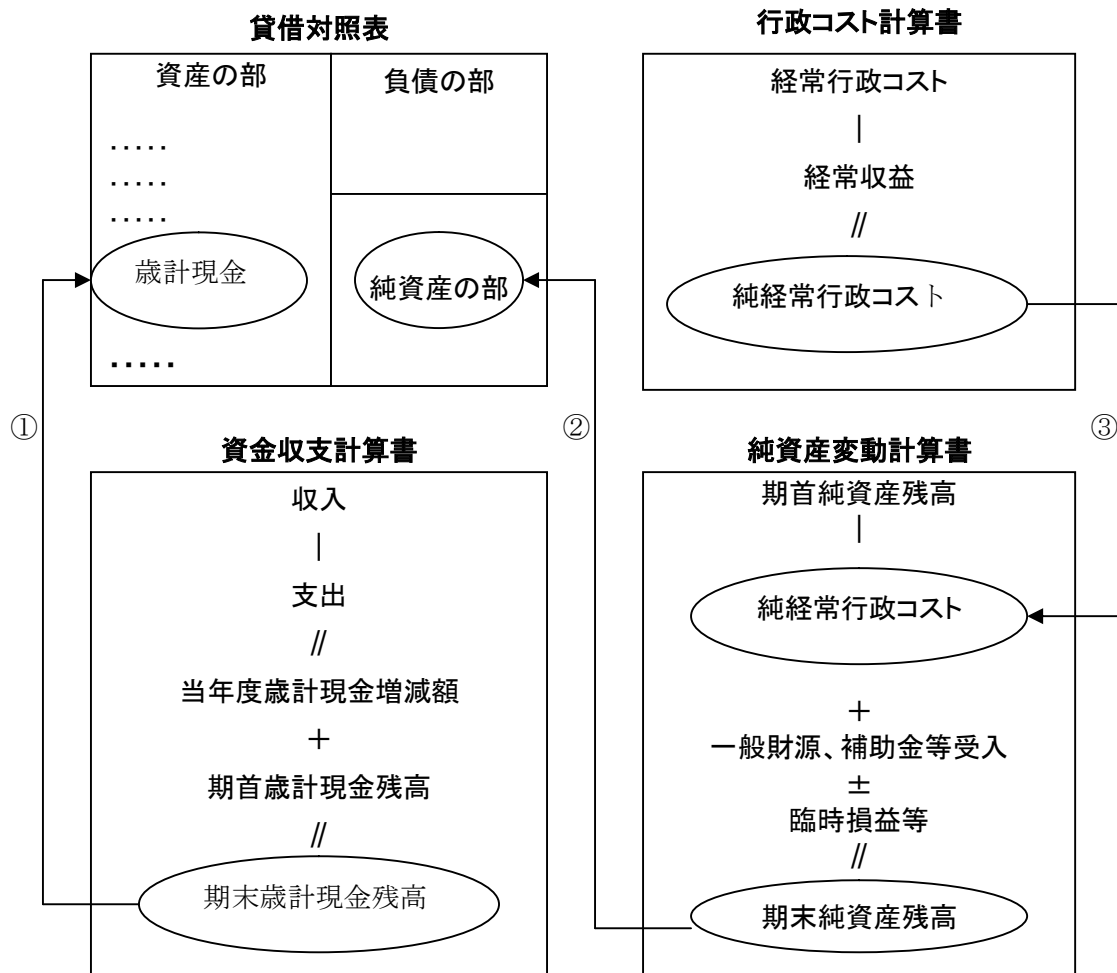 貸借対照表
資産の部
負債の部
・・・・・
・・・・・
・・・・・
歳計現金
純資産の部
・・・・・
行政コスト計算書
経常行政コスト
|
経常収益
//
純経常行政コスト
①
②
③
資金収支計算書
収入
|
支出
//
当年度歳計現金増減額
+
期首歳計現金残高
//
期末歳計現金残高
純資産変動計算書
期首純資産残高
|
純経常行政コスト
+
一般財源、補助金等受入
±
臨時損益等
//
期末純資産残高